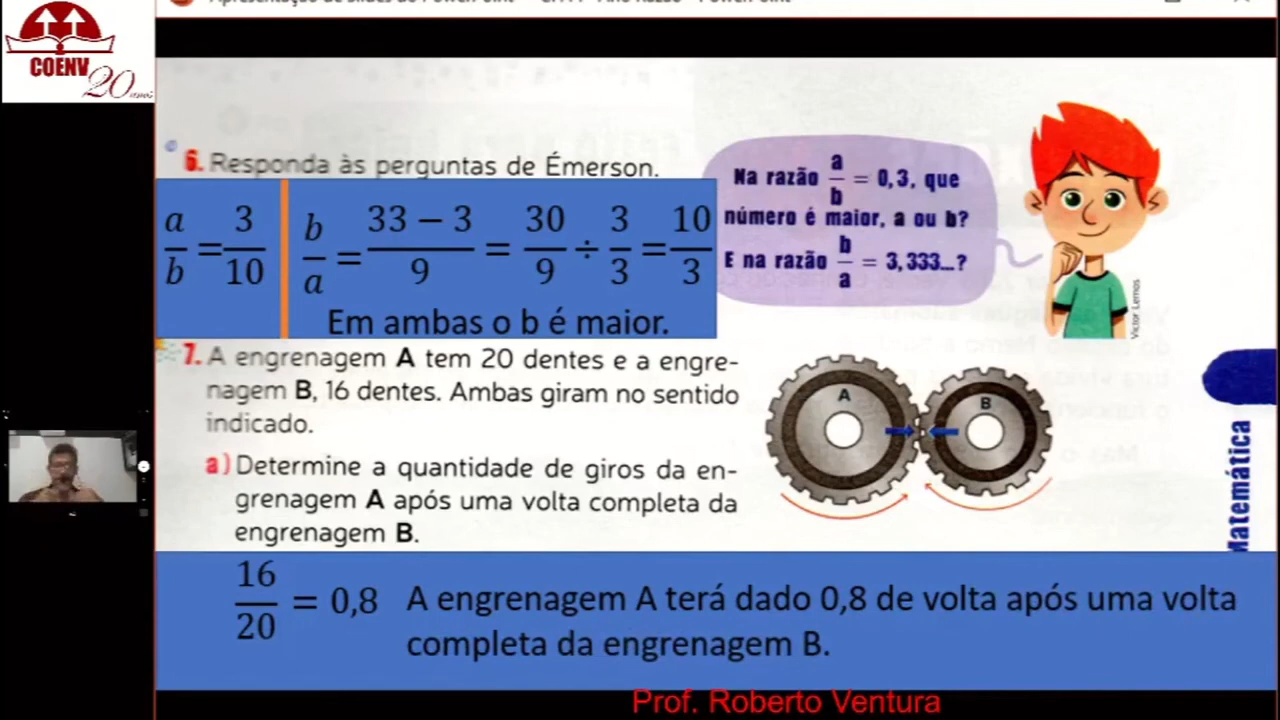 COENV
20 anos
6. Responda às perguntas de Émerson.
Na razão a/b = 0,3, que
número é maior, a ou b?
E na razão b/a = 3,333...?
a/b = 3/10
b/a = 33 − 3/9 = 30/9 ÷ 3/3 = 10/3
Em ambas o b é maior.
Victor Lemos
7. A engrenagem A tem 20 dentes e a engre-
nagem B, 16 dentes. Ambas giram no sentido
indicado.
A
B
a) Determine a quantidade de giros da en-
grenagem A após uma volta completa da
engrenagem B.
Matemática
16/20 = 0,8 A engrenagem A terá dado 0,8 de volta após uma volta
completa da engrenagem B.
Prof. Roberto Ventura